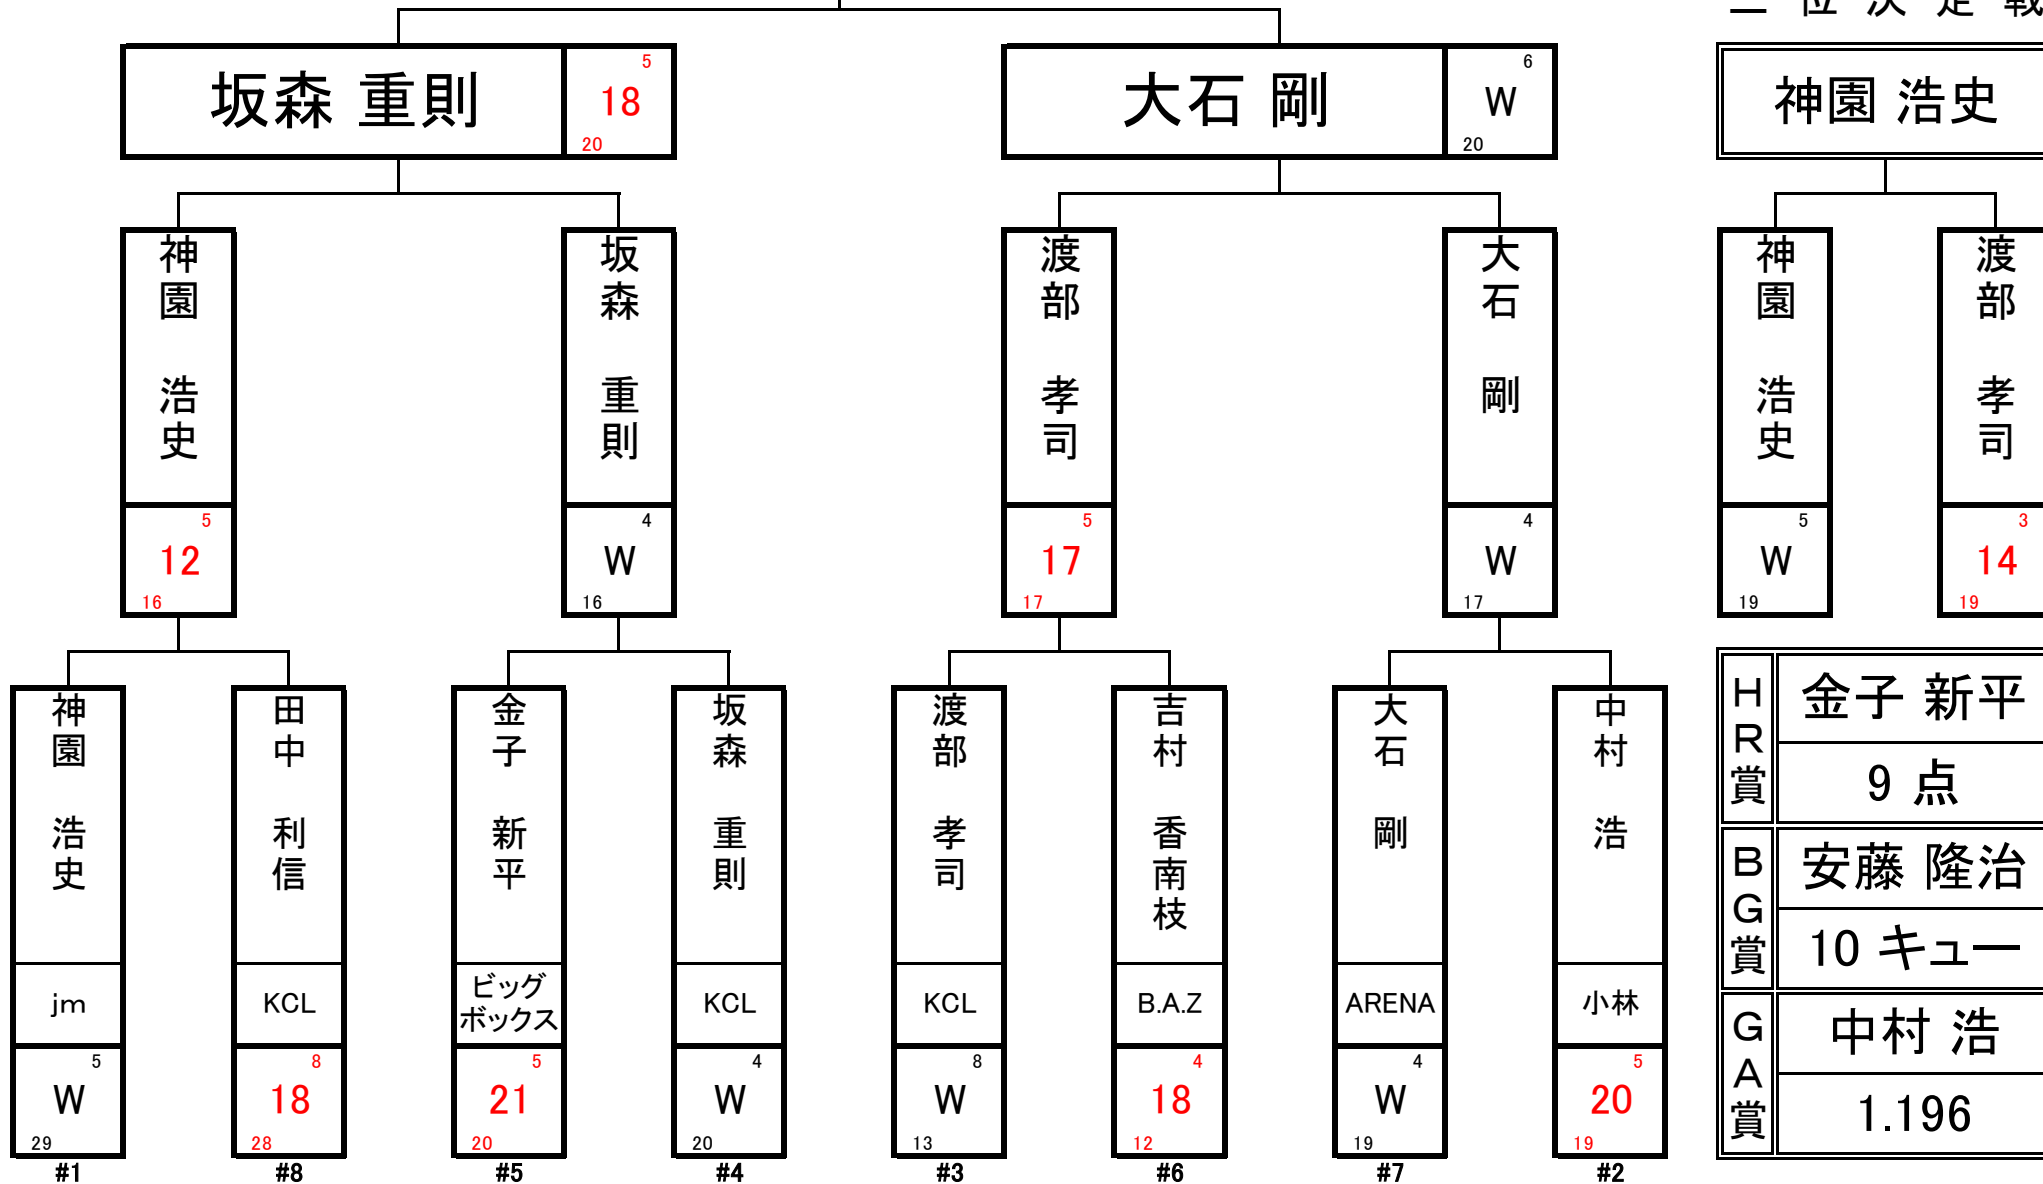 三位決定戦
坂森 重則
5
18
20
大石 剛
6
W
20
神園 浩史
神園 浩史
5
12
16
坂森 重則
4
W
16
渡部 孝司
5
17
17
大石 剛
4
W
17
神園 浩史
5
W
19
渡部 孝司
3
14
19
神園 浩史
jm
5
W
29
#1
田中 利信
KCL
8
18
28
#8
金子 新平
ビッグ
ボックス
5
21
20
#5
坂森 重則
KCL
4
W
20
#4
渡部 孝司
KCL
8
W
13
#3
吉村 香南枝
B.A.Z
4
18
12
#6
大石 剛
ARENA
4
W
19
#7
中村 浩
小林
5
20
19
#2
HR賞
金子 新平
9 点
BG賞
安藤 隆治
10 キュー
GA賞
中村 浩
1.196